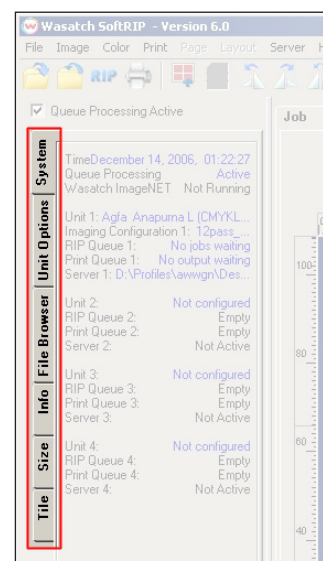 Wasatch SoftRIP - Version 6.0
File Image Color Print Page Layout Server H
RIP
Queue Processing Active
Job
System
Unit Options
File Browser
Info
Size
Tile
TimeDecember 14, 2006, 01:22:27
Queue Processing Active
Wasatch ImageNET Not Running
Unit 1: Agfa Anapurna L (CMYKL...
Imaging Configuration 1: 12pass_...
RIP Queue 1: No jobs waiting
Print Queue 1: No output waiting
Server 1: D:\Profiles\awwgn\Des...
Unit 2: Not configured
RIP Queue 2: Empty
Print Queue 2: Empty
Server 2: Not Active
Unit 3: Not configured
RIP Queue 3: Empty
Print Queue 3: Empty
Server 3: Not Active
Unit 4: Not configured
RIP Queue 4: Empty
Print Queue 4: Empty
Server 4: Not Active
100
80
60
40